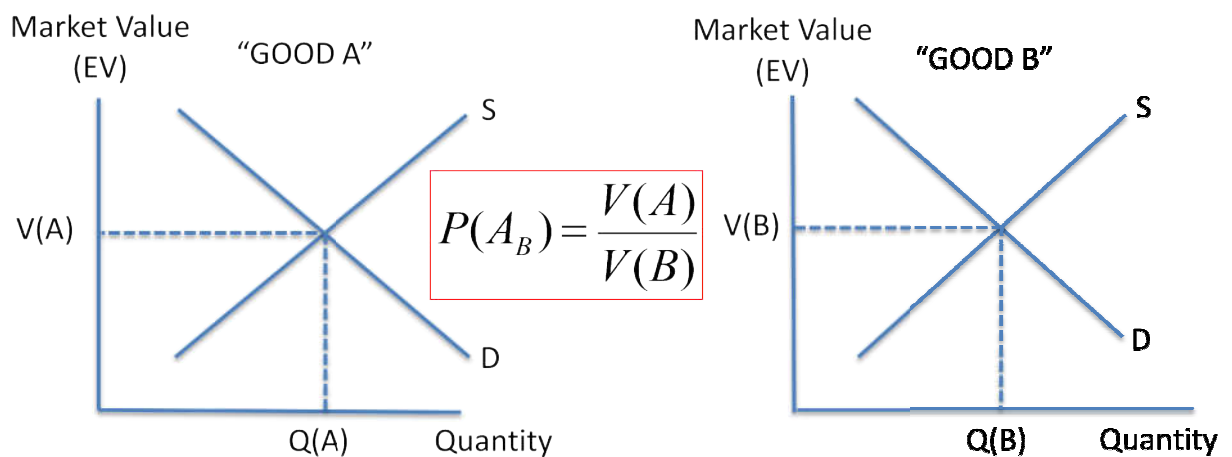 Market Value
(EV)
“GOOD A”
S
V(A)
D
Q(A)
Quantity
P(A_B) = V(A) / V(B)
Market Value
(EV)
“GOOD B”
S
V(B)
D
Q(B)
Quantity